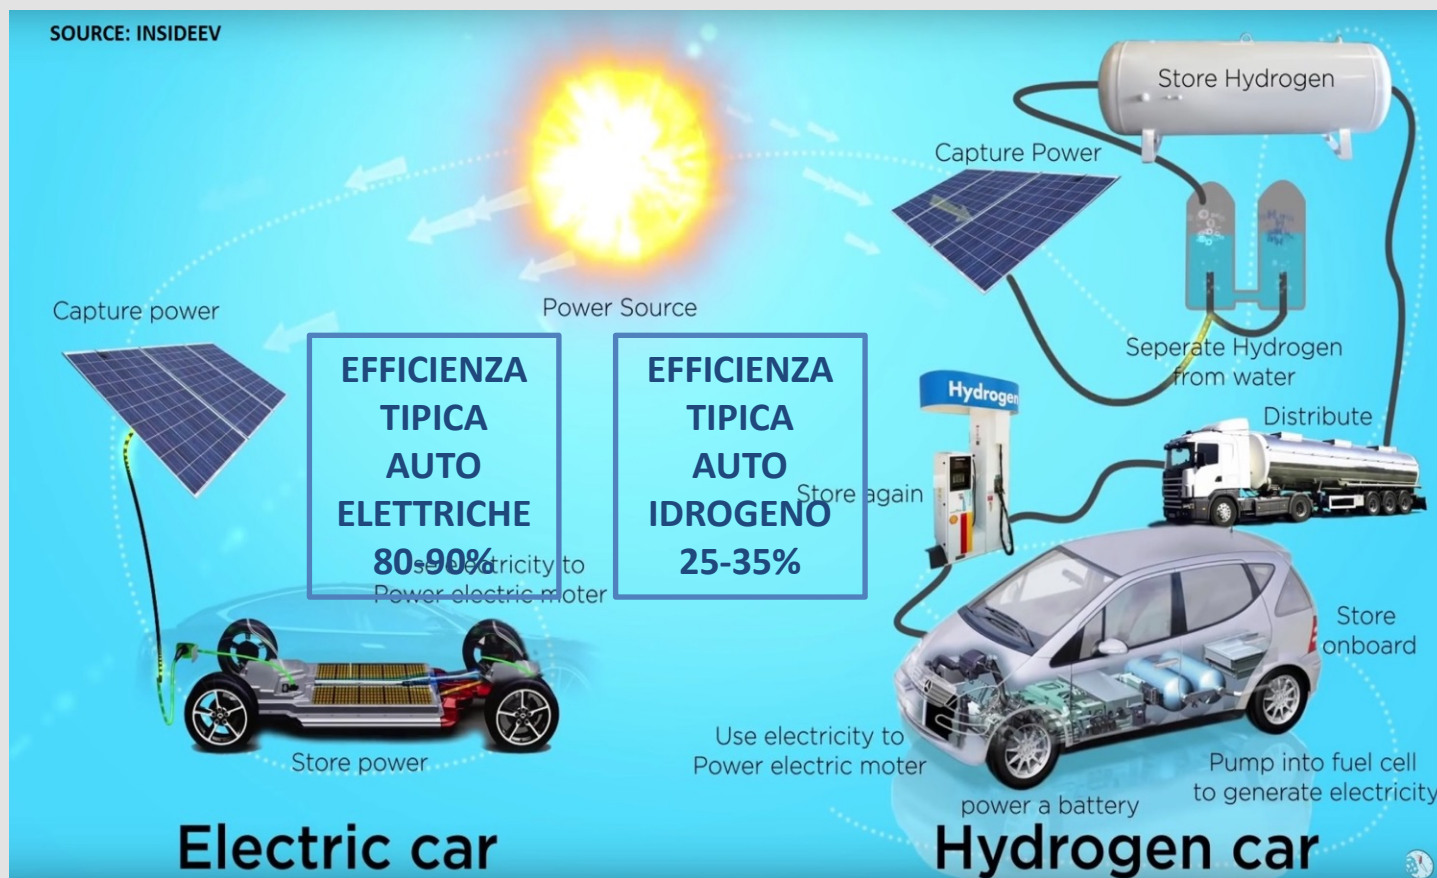 SOURCE: INSIDEEV
Store Hydrogen
Capture Power
Power Source
Capture power
Seperate Hydrogen
from water
Hydrogen
Distribute
EFFICIENZA
TIPICA
AUTO
ELETTRICHE
80-90%
EFFICIENZA
TIPICA
AUTO
IDROGENO
25-35%
Store again
electricity to
Power electric moter
Store power
Store
onboard
Use electricity to
Power electric moter
Pump into fuel cell
to generate electricity
power a battery
Electric car
Hydrogen car